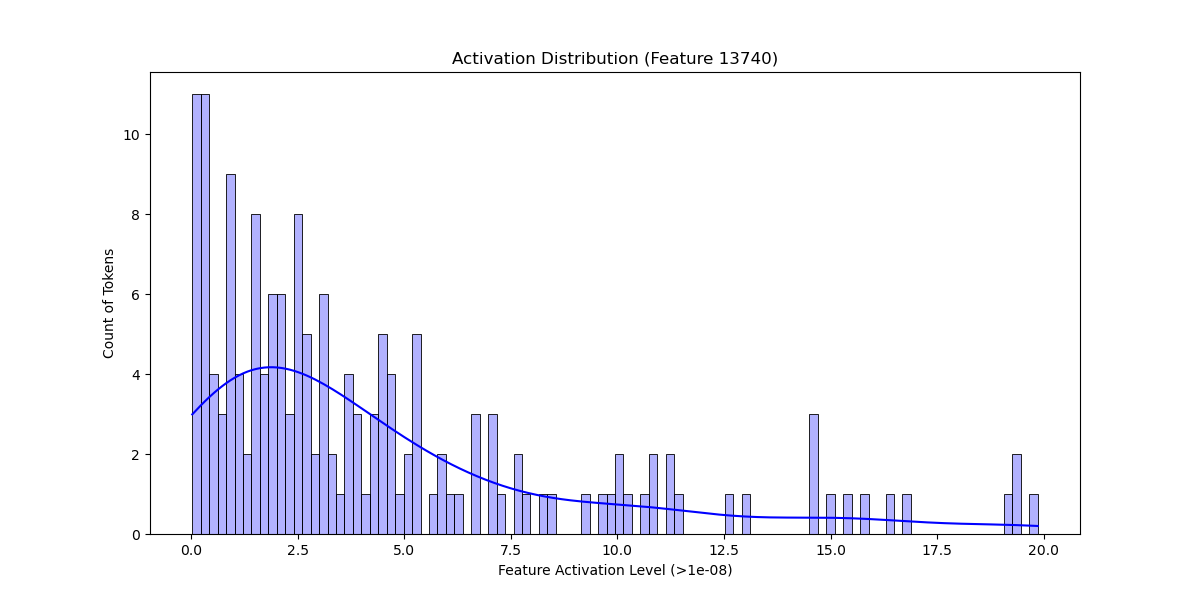 Activation Distribution (Feature 13740)
Count of Tokens
10
8
6
4
2
0
0.0 2.5 5.0 7.5 10.0 12.5 15.0 17.5 20.0
Feature Activation Level (>1e-08)